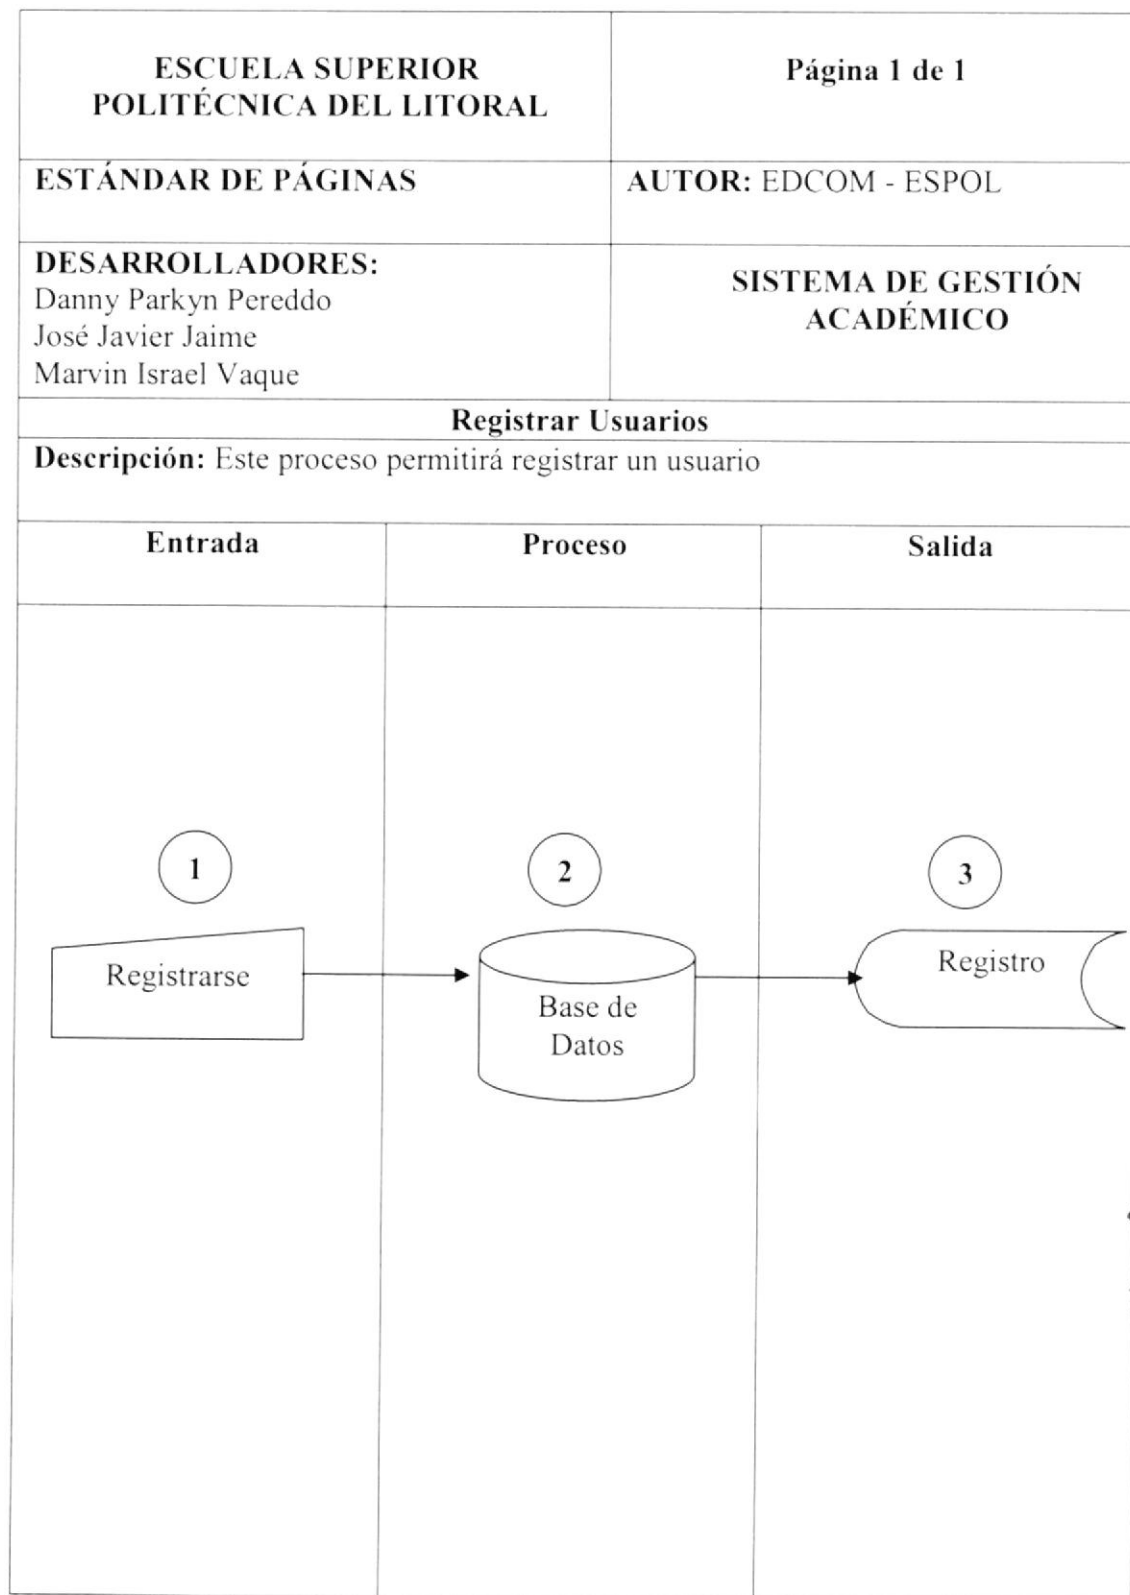 ESCUELA SUPERIOR
POLITÉCNICA DEL LITORAL
Página 1 de 1
ESTÁNDAR DE PÁGINAS
AUTOR: EDCOM - ESPOL
DESARROLLADORES:
Danny Parkyn Pereddo
José Javier Jaime
Marvin Israel Vaque
SISTEMA DE GESTIÓN
ACADÉMICO
Registrar Usuarios
Descripción: Este proceso permitirá registrar un usuario
Entrada
Proceso
Salida
1
2
3
Registrarse
Base de
Datos
Registro